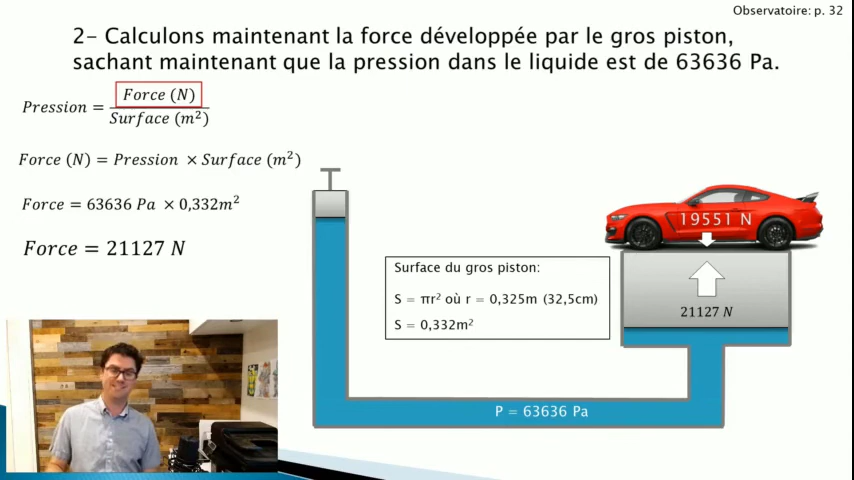 Observatoire: p. 32
2- Calculons maintenant la force développée par le gros piston,
sachant maintenant que la pression dans le liquide est de 63636 Pa.
Pression = Force (N) / Surface (m²)
Force (N) = Pression × Surface (m²)
Force = 63636 Pa × 0,332m²
Force = 21127 N
Surface du gros piston:
S = πr² où r = 0,325m (32,5cm)
S = 0,332m²
19551 N
21127 N
P = 63636 Pa